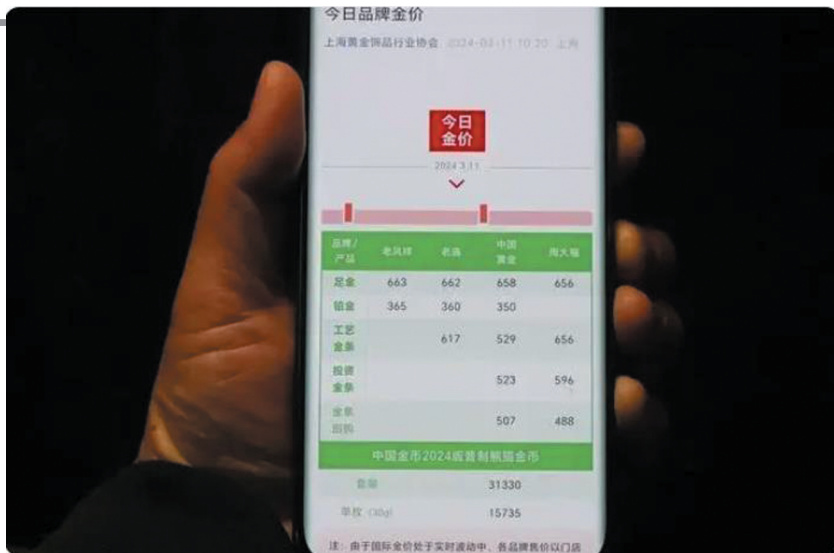 今日品牌金价
上海黄金饰品行业协会 2024-03-11 10:20 上海
今日
金价
2024.3.11
品牌/
产品 老凤祥 老庙 中国
黄金 周大福
足金 663 662 658 656
铂金 365 360 350
工艺
金条 617 529 656
投资
金条 523 596
金条
回购 507 488
中国金币2024版普制熊猫金币
套装 31330
单枚（30g） 15735
注：由于国际金价处于实时波动中，各品牌售价以门店